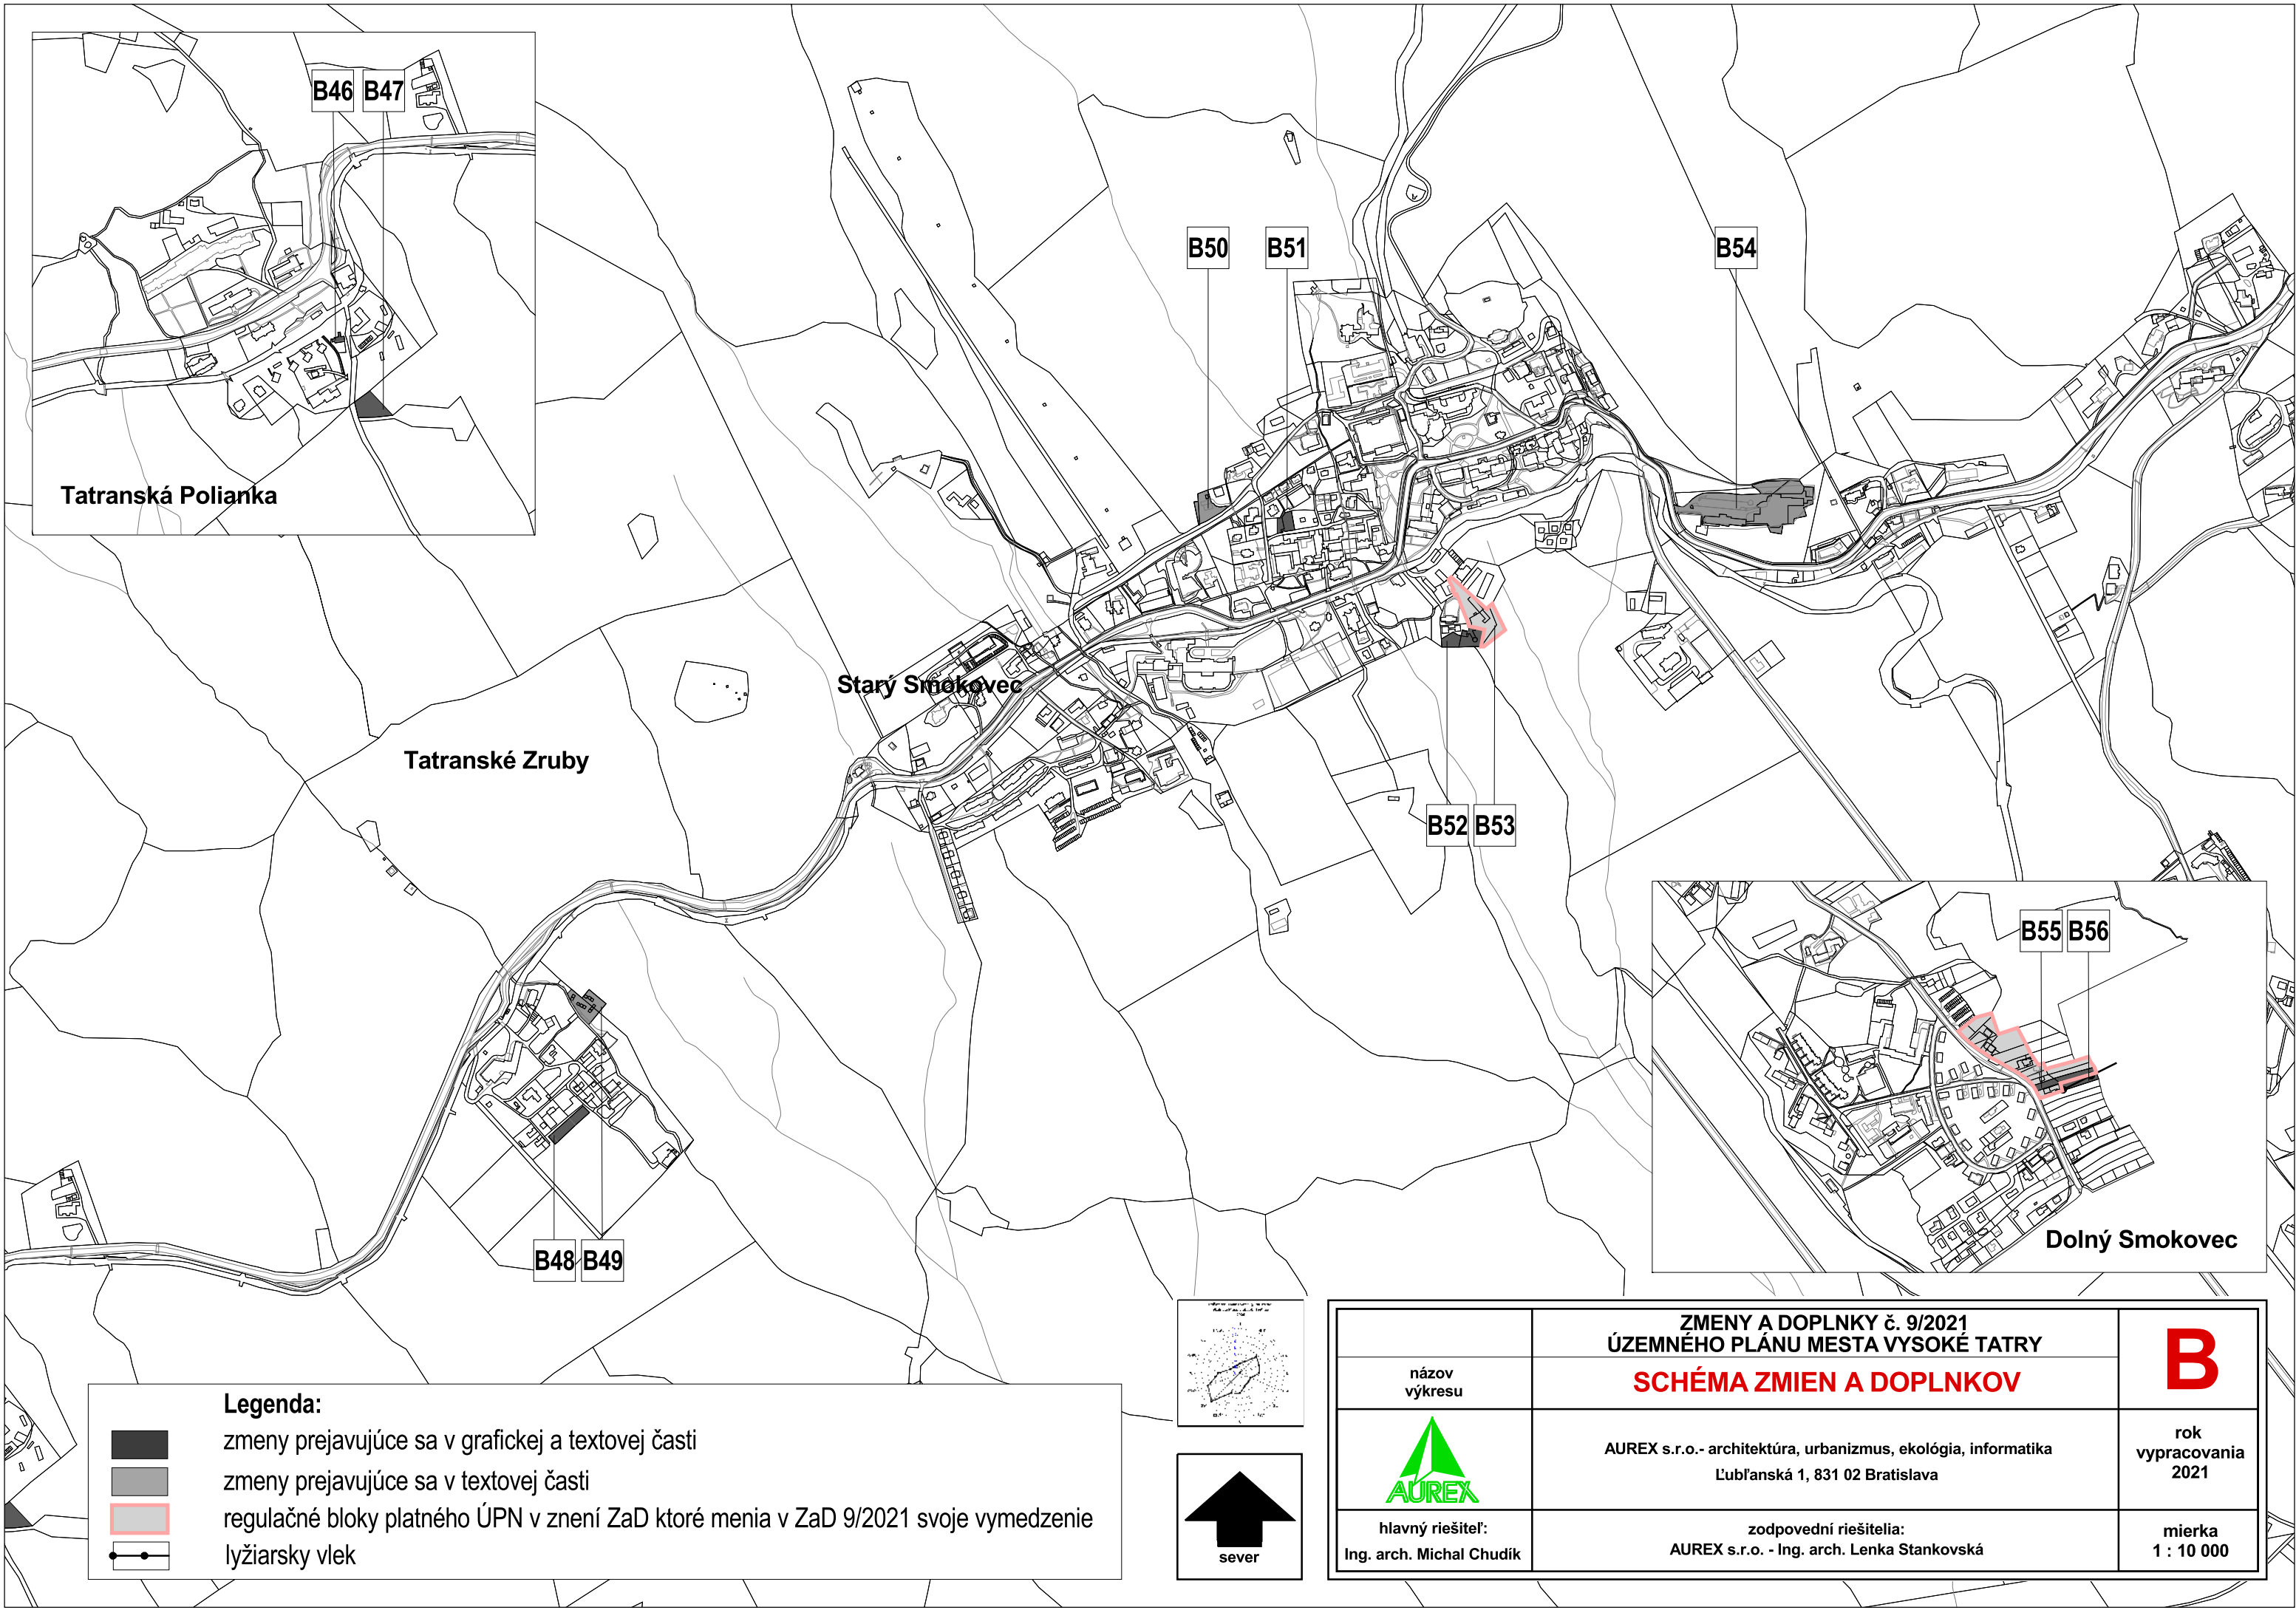 B46 B47
Tatranská Polianka
B50 B51 B54
Starý Smokovec
Tatranské Zruby
B52 B53
B55 B56
Dolný Smokovec
B48 B49
Legenda:
zmeny prejavujúce sa v grafickej a textovej časti
zmeny prejavujúce sa v textovej časti
regulačné bloky platného ÚPN v znení ZaD ktoré menia v ZaD 9/2021 svoje vymedzenie
lyžiarsky vlek
sever
ZMENY A DOPLNKY č. 9/2021
ÚZEMNÉHO PLÁNU MESTA VYSOKÉ TATRY
názov
výkresu
SCHÉMA ZMIEN A DOPLNKOV
B
AUREX
AUREX s.r.o.- architektúra, urbanizmus, ekológia, informatika
Ľubľanská 1, 831 02 Bratislava
rok
vypracovania
2021
hlavný riešiteľ:
Ing. arch. Michal Chudík
zodpovední riešitelia:
AUREX s.r.o. - Ing. arch. Lenka Stankovská
mierka
1 : 10 000